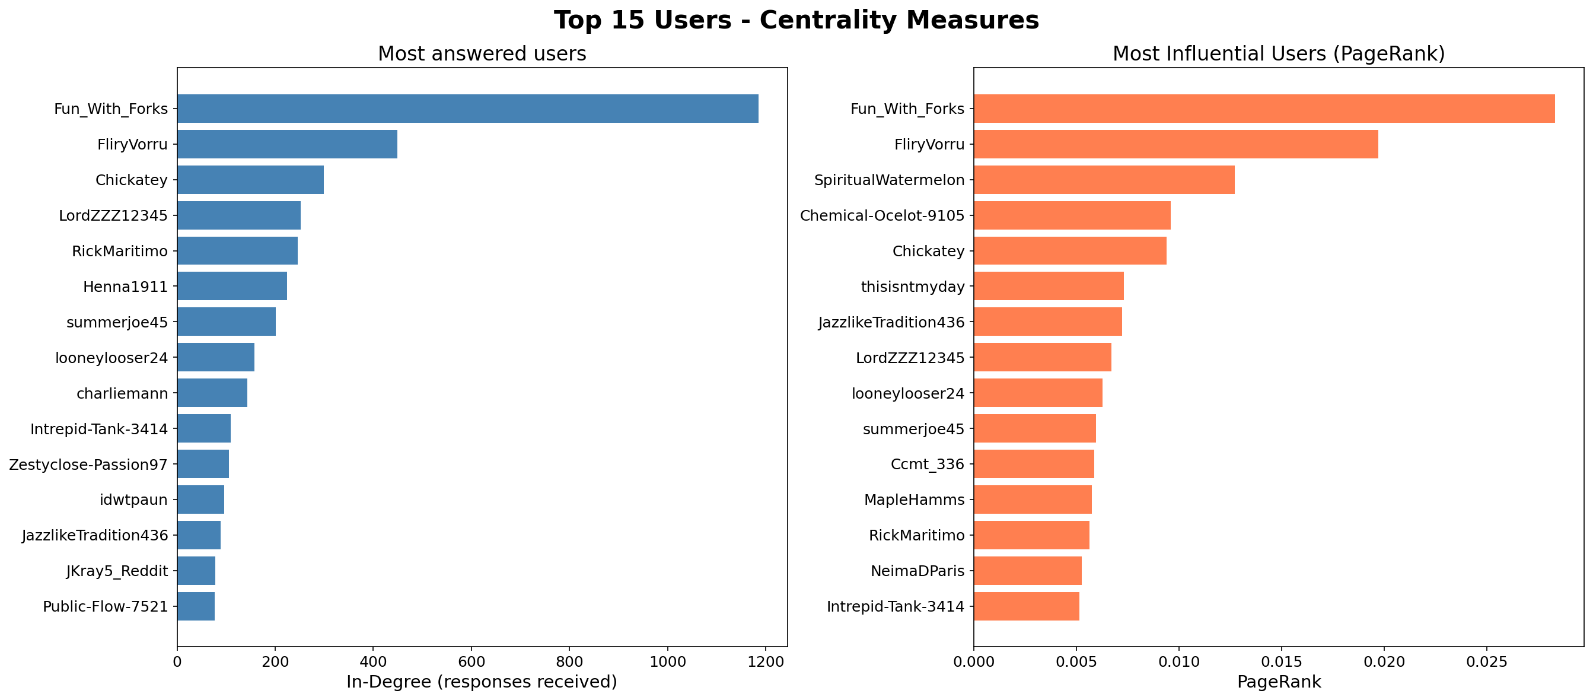 Top 15 Users - Centrality Measures
Most answered users
Fun_With_Forks
FliryVorru
Chickatey
LordZZZ12345
RickMaritimo
Henna1911
summerjoe45
looneylooser24
charliemann
Intrepid-Tank-3414
Zestyclose-Passion97
idwtpaun
JazzlikeTradition436
JKray5_Reddit
Public-Flow-7521
0 200 400 600 800 1000 1200
In-Degree (responses received)
Most Influential Users (PageRank)
Fun_With_Forks
FliryVorru
SpiritualWatermelon
Chemical-Ocelot-9105
Chickatey
thisisntmyday
JazzlikeTradition436
LordZZZ12345
looneylooser24
summerjoe45
Ccmt_336
MapleHamms
RickMaritimo
NeimaDParis
Intrepid-Tank-3414
0.000 0.005 0.010 0.015 0.020 0.025
PageRank